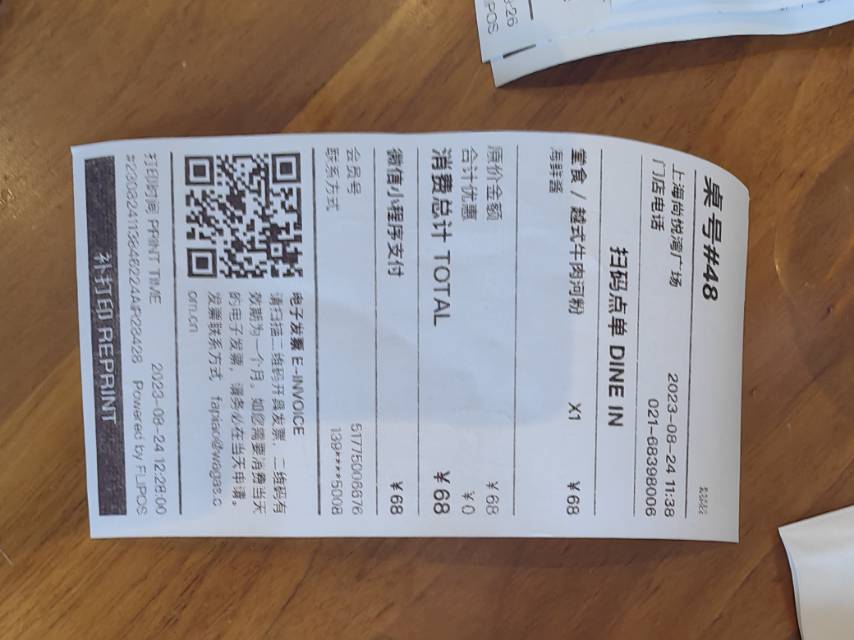 桌号#48
上海尚悦湾广场 2023-08-24 11:38
门店电话 021-68398006
扫码点单 DINE IN
堂食 / 越式牛肉河粉 X1 ￥68
海鲜酱
原价金额 ￥68
合计优惠 ￥0
消费总计 TOTAL ￥68
微信小程序支付 ￥68
会员号 51775006676
联系方式 139****5008
电子发票 E-INVOICE
请扫描二维码开具发票，二维码有
效期为一个月。如您需要消费当天
的电子发票，请务必在当天申请。
发票联系方式 fapiao@wagas.c
om.cn
打印时间 PRINT TIME 2023-08-24 12:28:00
Powered by FLIPOS
补打印 REPRINT
:26
IPOS